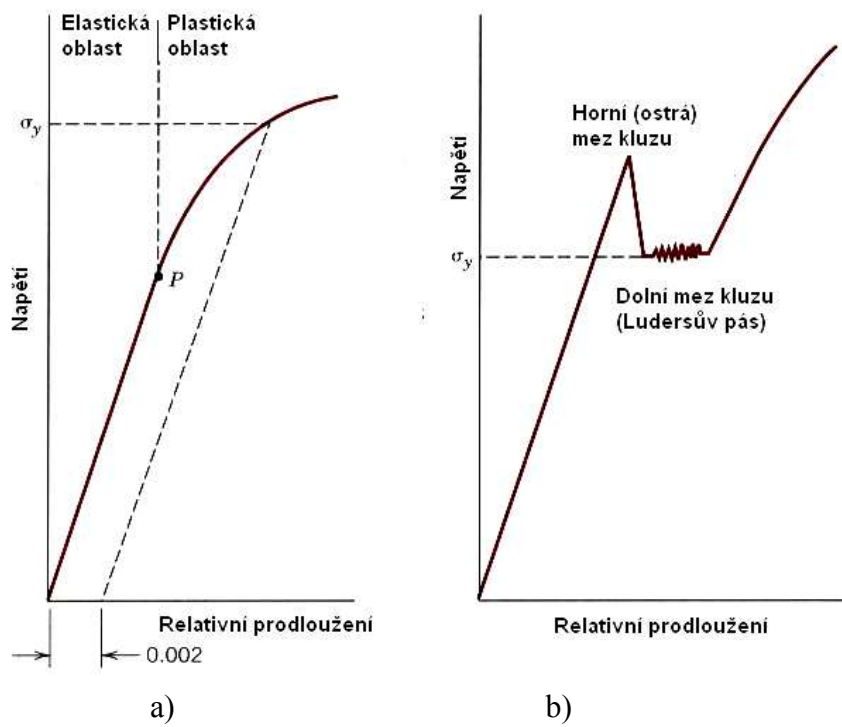 Elastická
oblast
Plastická
oblast
σy
Napětí
P
Relativní prodloužení
0.002
a)
Napětí
Horní (ostrá)
mez kluzu
σy
Dolní mez kluzu
(Ludersův pás)
Relativní prodloužení
b)